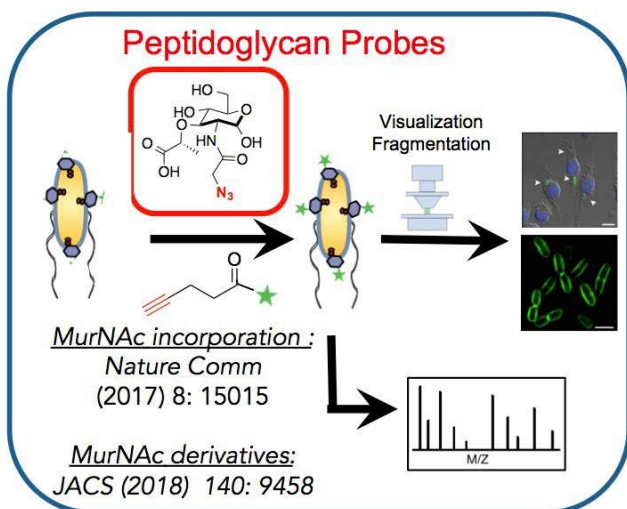 Peptidoglycan Probes
HO
HO
O
O
HN
OH
O
OH
O
N₃
Visualization
Fragmentation
O
MurNAc incorporation :
Nature Comm
(2017) 8: 15015
MurNAc derivatives:
JACS (2018) 140: 9458
M/Z